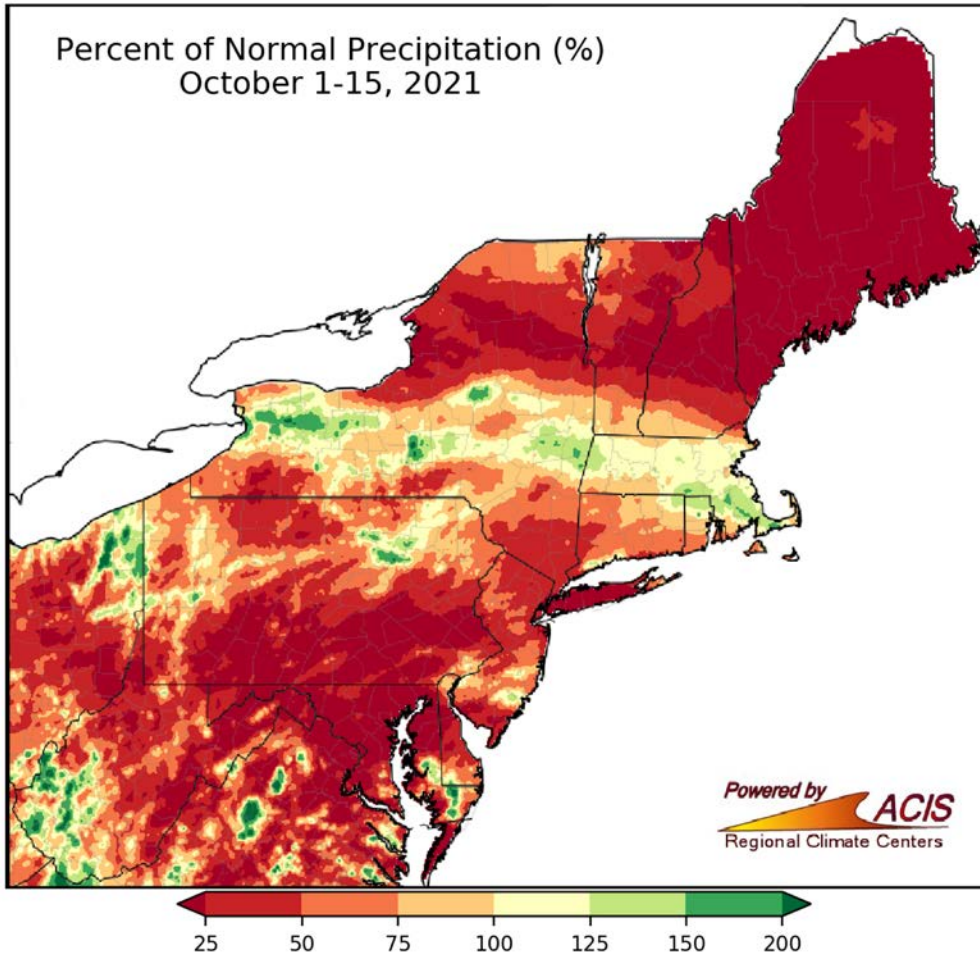 Percent of Normal Precipitation (%)
October 1-15, 2021
Powered by
ACIS
Regional Climate Centers
25 50 75 100 125 150 200